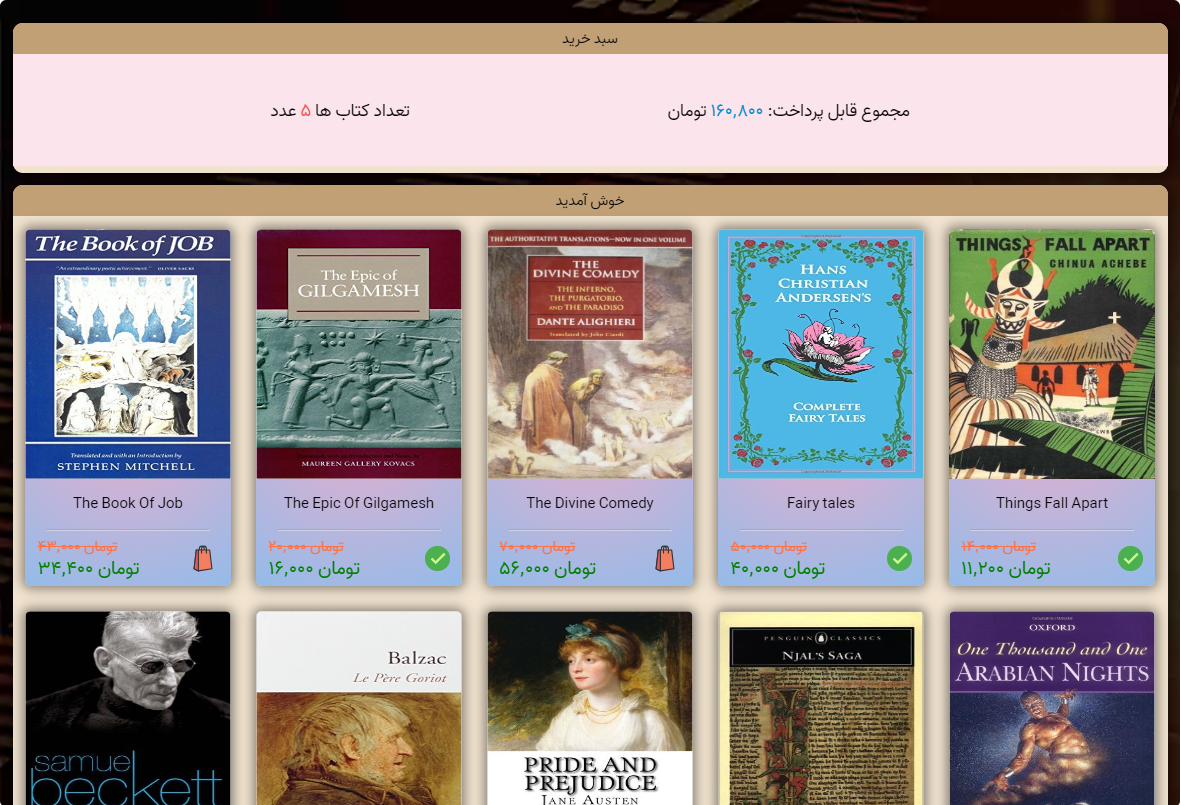 سبد خرید
مجموع قابل پرداخت: ۱۶۰,۸۰۰ تومان
تعداد کتاب ها ۵ عدد
خوش آمدید
The Book of JOB
"An extraordinary poetic achievement." OLIVER SACKS
Translated and with an Introduction by
STEPHEN MITCHELL
The Book Of Job
تومان ۴۳,۰۰۰
تومان ۳۴,۴۰۰
The Epic of
GILGAMESH
MAUREEN GALLERY KOVACS
The Epic Of Gilgamesh
تومان ۲۰,۰۰۰
تومان ۱۶,۰۰۰
THE AUTHORITATIVE TRANSLATIONS—NOW IN ONE VOLUME
THE
DIVINE COMEDY
THE INFERNO,
THE PURGATORIO,
AND THE PARADISO
DANTE ALIGHIERI
Translated by John Ciardi
The Divine Comedy
تومان ۷۰,۰۰۰
تومان ۵۶,۰۰۰
HANS
CHRISTIAN
ANDERSEN'S
COMPLETE
FAIRY TALES
Fairy tales
تومان ۵۰,۰۰۰
تومان ۴۰,۰۰۰
THINGS FALL APART
CHINUA ACHEBE
Things Fall Apart
تومان ۱۴,۰۰۰
تومان ۱۱,۲۰۰
samuel
beckett
Balzac
Le Père Goriot
PRIDE AND
PREJUDICE
JANE AUSTEN
PENGUIN CLASSICS
NJAL'S SAGA
OXFORD
One Thousand and One
ARABIAN NIGHTS